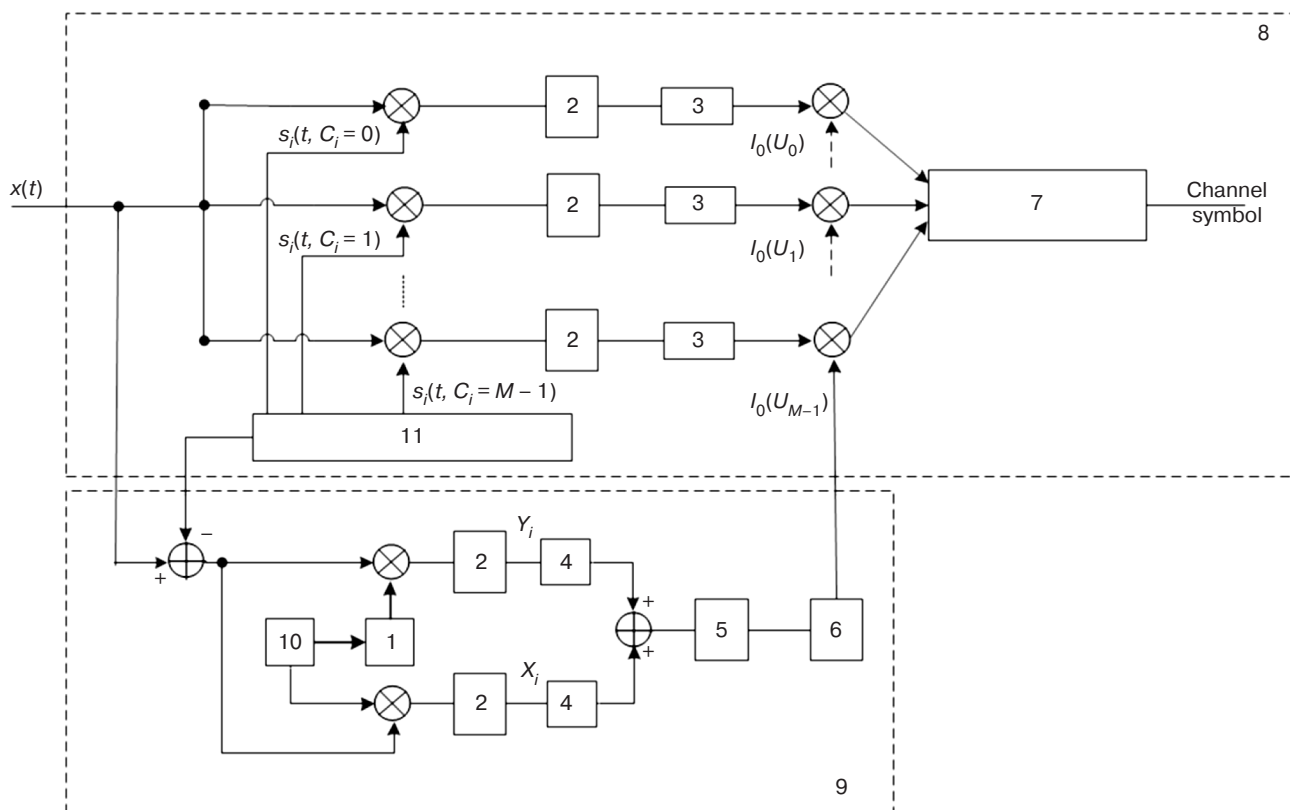 8
2
3
s_i(t, C_i = 0)
I_0(U_0)
x(t)
2
3
7
Channel
symbol
s_i(t, C_i = 1)
I_0(U_1)
2
3
s_i(t, C_i = M − 1)
I_0(U_{M−1})
11
−
+
Y_i
2
4
+
10
1
5
6
+
X_i
2
4
9